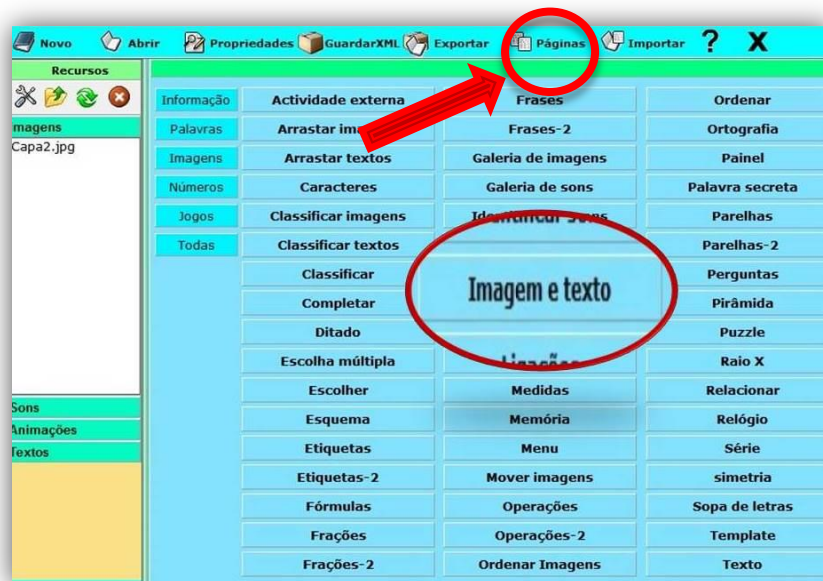 Novo Abrir Propriedades GuardarXML Exportar Páginas Importar ? X
Recursos
Informação Actividade externa Frases Ordenar
magens Palavras Arrastar ima Frases-2 Ortografia
Capa2.jpg Imagens Arrastar textos Galeria de imagens Painel
Números Caracteres Galeria de sons Palavra secreta
Jogos Classificar imagens Identificar sons Parelhas
Todas Classificar textos Parelhas-2
Classificar Imagem e texto Perguntas
Completar Pirâmida
Ditado Puzzle
Escolha múltipla Ligações Raio X
Escolher Medidas Relacionar
Sons Esquema Memória Relógio
Animações Etiquetas Menu Série
Textos Etiquetas-2 Mover imagens simetria
Fórmulas Operações Sopa de letras
Frações Operações-2 Template
Frações-2 Ordenar Imagens Texto